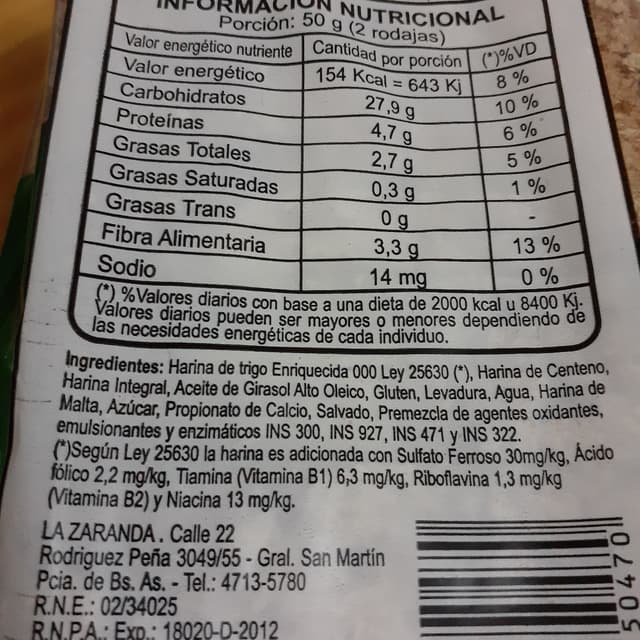 INFORMACIÓN NUTRICIONAL
Porción: 50 g (2 rodajas)
Valor energético nutriente Cantidad por porción (*)%VD
Valor energético 154 Kcal = 643 Kj 8 %
Carbohidratos 27,9 g 10 %
Proteínas 4,7 g 6 %
Grasas Totales 2,7 g 5 %
Grasas Saturadas 0,3 g 1 %
Grasas Trans 0 g -
Fibra Alimentaria 3,3 g 13 %
Sodio 14 mg 0 %
(*) %Valores diarios con base a una dieta de 2000 kcal u 8400 Kj.
Valores diarios pueden ser mayores o menores dependiendo de
las necesidades energéticas de cada individuo.
Ingredientes: Harina de trigo Enriquecida 000 Ley 25630 (*), Harina de Centeno,
Harina Integral, Aceite de Girasol Alto Oleico, Gluten, Levadura, Agua, Harina de
Malta, Azúcar, Propionato de Calcio, Salvado, Premezcla de agentes oxidantes,
emulsionantes y enzimáticos INS 300, INS 927, INS 471 y INS 322.
(*)Según Ley 25630 la harina es adicionada con Sulfato Ferroso 30mg/kg, Ácido
fólico 2,2 mg/kg, Tiamina (Vitamina B1) 6,3 mg/kg, Riboflavina 1,3 mg/kg
(Vitamina B2) y Niacina 13 mg/kg.
LA ZARANDA. Calle 22
Rodriguez Peña 3049/55 - Gral. San Martín
Pcia. de Bs. As. - Tel.: 4713-5780
R.N.E.: 02/34025
R.N.P.A.: Exp.: 18020-D-2012
50470